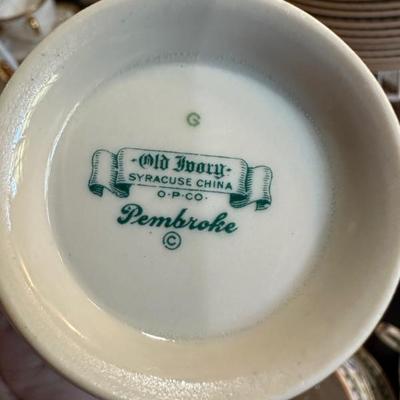 G
-Old Ivory-
SYRACUSE CHINA
O·P·CO·
Pembroke
©